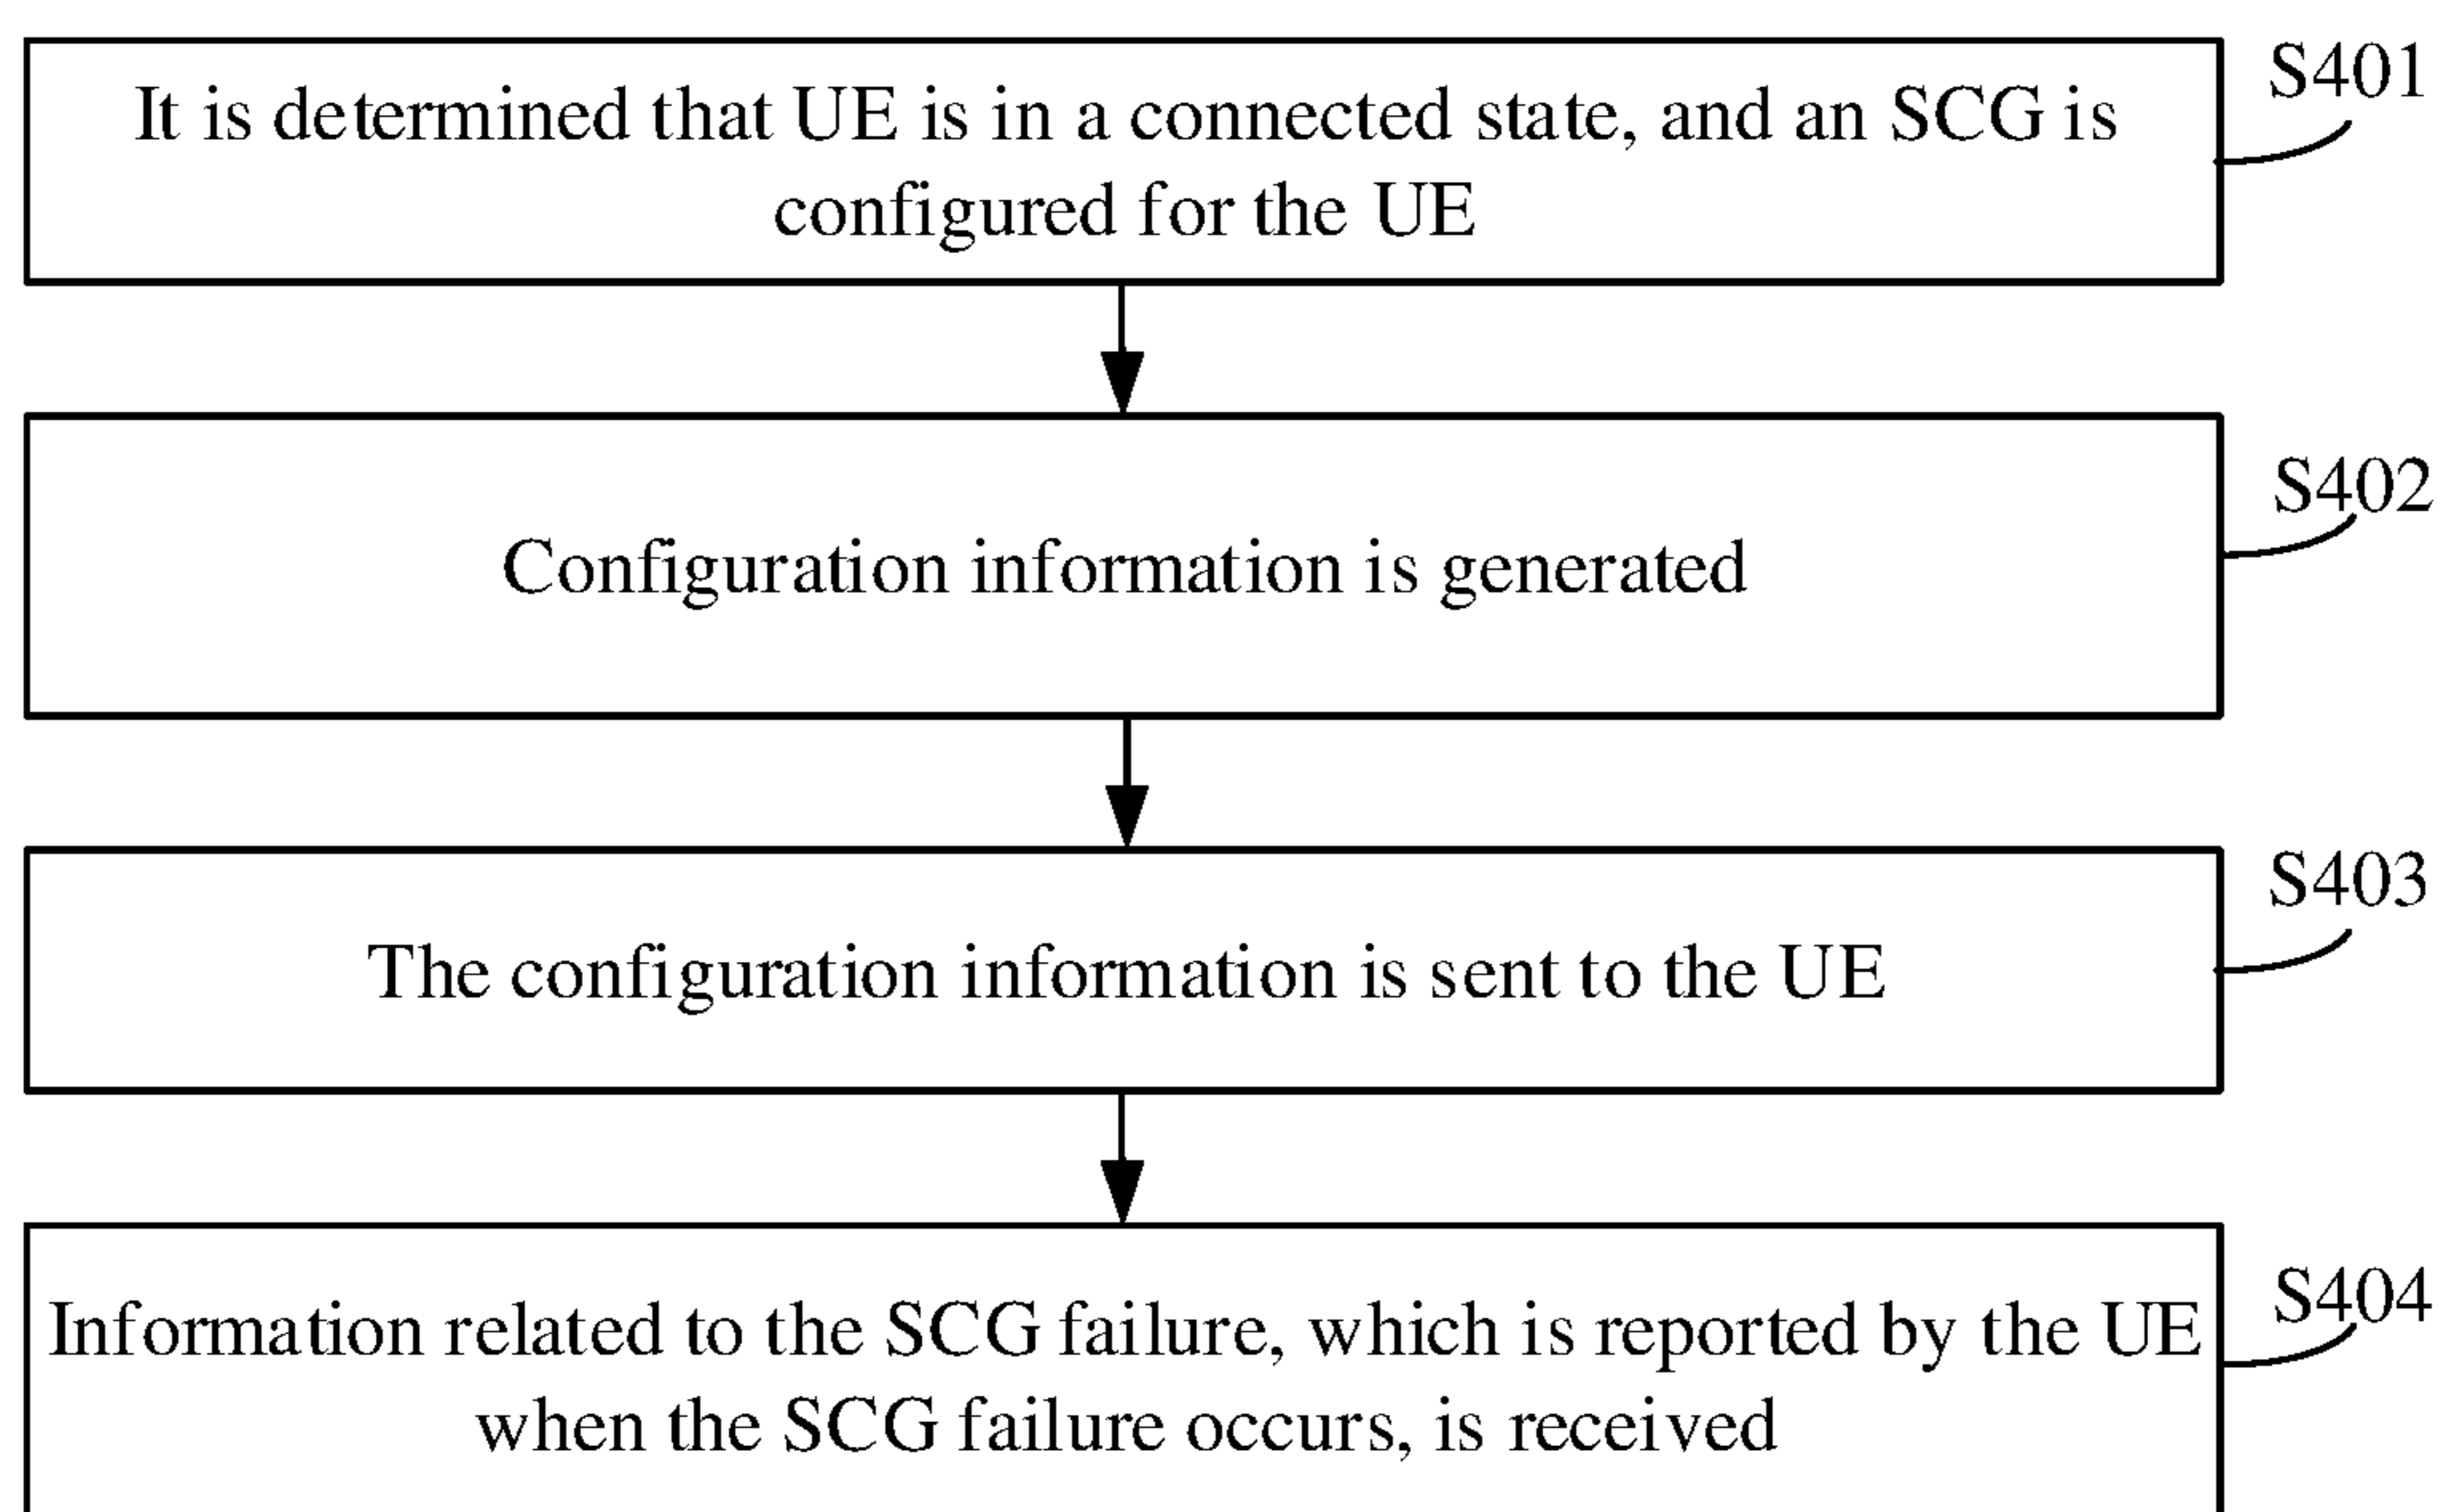 It is determined that UE is in a connected state, and an SCG is
configured for the UE
S401
Configuration information is generated
S402
The configuration information is sent to the UE
S403
Information related to the SCG failure, which is reported by the UE
when the SCG failure occurs, is received
S404